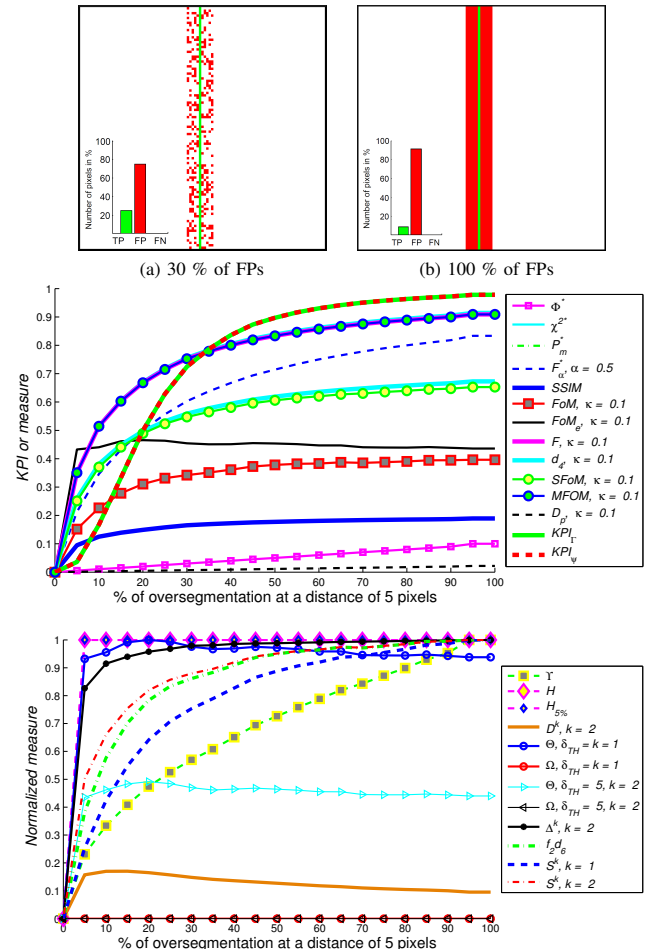 Number of pixels in %
100
80
60
40
20
TP FP FN
(a) 30 % of FPs
Number of pixels in %
100
80
60
40
20
TP FP FN
(b) 100 % of FPs
KPI or measure
1
0.9
0.8
0.7
0.6
0.5
0.4
0.3
0.2
0.1
0
0 10 20 30 40 50 60 70 80 90 100
% of oversegmentation at a distance of 5 pixels
Φ*
χ²*
P*m
F*α, α = 0.5
SSIM
FoM, κ = 0.1
FoMe, κ = 0.1
F, κ = 0.1
d4, κ = 0.1
SFoM, κ = 0.1
MFOM, κ = 0.1
Dp, κ = 0.1
KPIΓ
KPIψ
Normalized measure
1
0.9
0.8
0.7
0.6
0.5
0.4
0.3
0.2
0.1
0
0 10 20 30 40 50 60 70 80 90 100
% of oversegmentation at a distance of 5 pixels
ϒ
H
H5%
D^k, k = 2
Θ, δTH = k = 1
Ω, δTH = k = 1
Θ, δTH = 5, k = 2
Ω, δTH = 5, k = 2
Δ^k, k = 2
f2d6
S^k, k = 1
S^k, k = 2